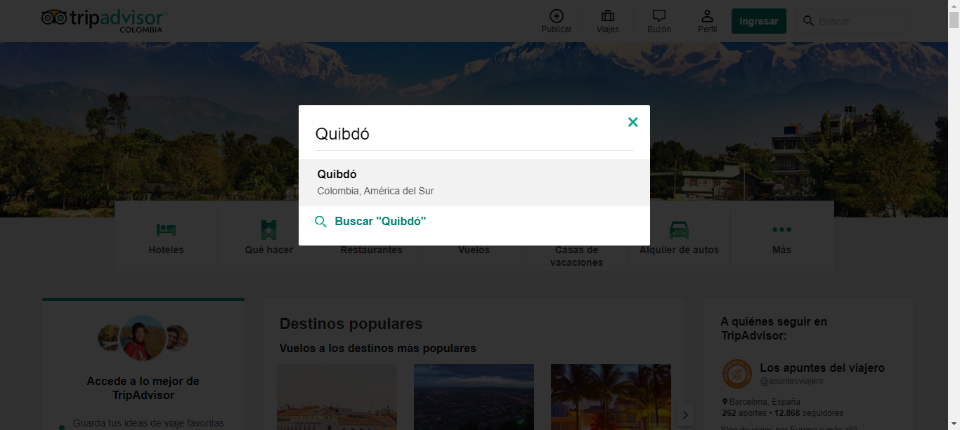 tripadvisor
COLOMBIA
Publicar
Viajes
Buzón
Perfil
Ingresar
Buscar
Quibdó
Quibdó
Colombia, América del Sur
Buscar "Quibdó"
Hoteles
Qué hacer
Restaurantes
Vuelos
Casas de
vacaciones
Alquiler de autos
Más
Accede a lo mejor de
TripAdvisor
Guarda tus ideas de viaje favoritas
Destinos populares
Vuelos a los destinos más populares
A quiénes seguir en
TripAdvisor:
Los apuntes del viajero
@apuntesviajero
Barcelona, España
262 aportes • 12.868 seguidores